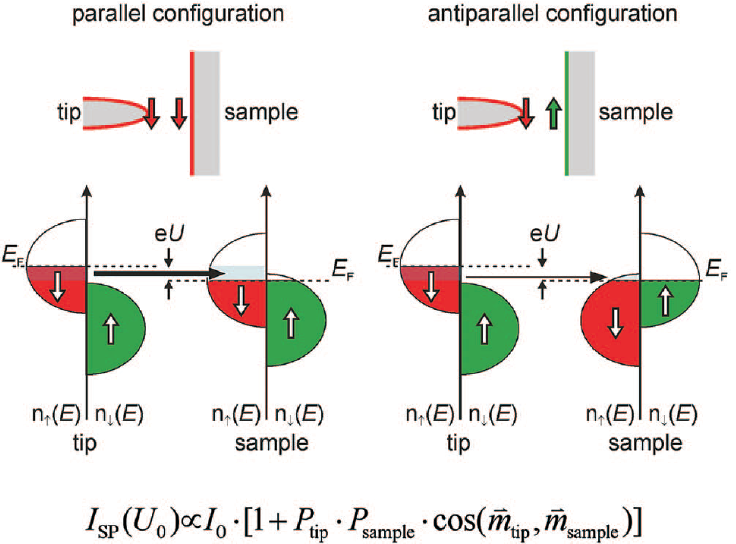 parallel configuration
antiparallel configuration
tip
sample
tip
sample
eU
eU
E_F
E_F
E_F
E_F
n↑(E) n↓(E)
n↑(E) n↓(E)
n↑(E) n↓(E)
n↑(E) n↓(E)
tip
sample
tip
sample
I_SP(U_0)∝I_0·[1+P_tip·P_sample·cos(m⃗_tip,m⃗_sample)]